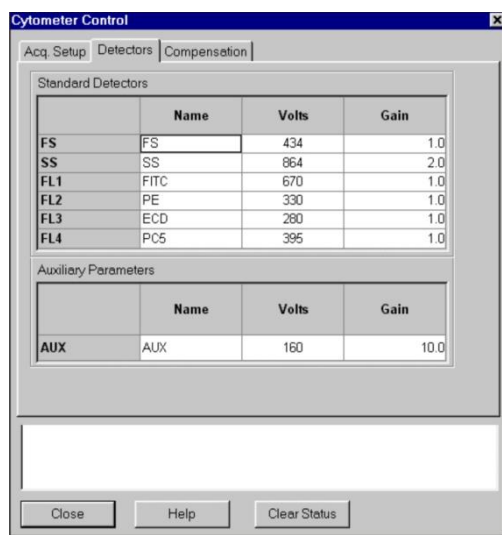 Cytometer Control
Acq. Setup Detectors Compensation
Standard Detectors
Name Volts Gain
FS FS 434 1.0
SS SS 864 2.0
FL1 FITC 670 1.0
FL2 PE 330 1.0
FL3 ECD 280 1.0
FL4 PC5 395 1.0
Auxiliary Parameters
Name Volts Gain
AUX AUX 160 10.0
Close Help Clear Status